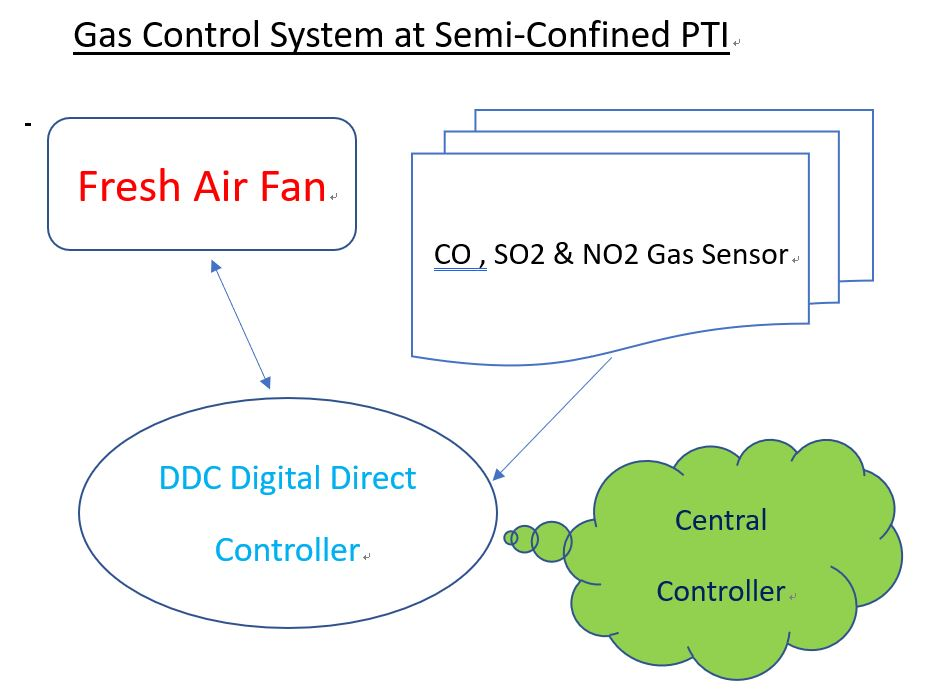 Gas Control System at Semi-Confined PTI
-
Fresh Air Fan
CO , SO2 & NO2 Gas Sensor
DDC Digital Direct
Controller
Central
Controller